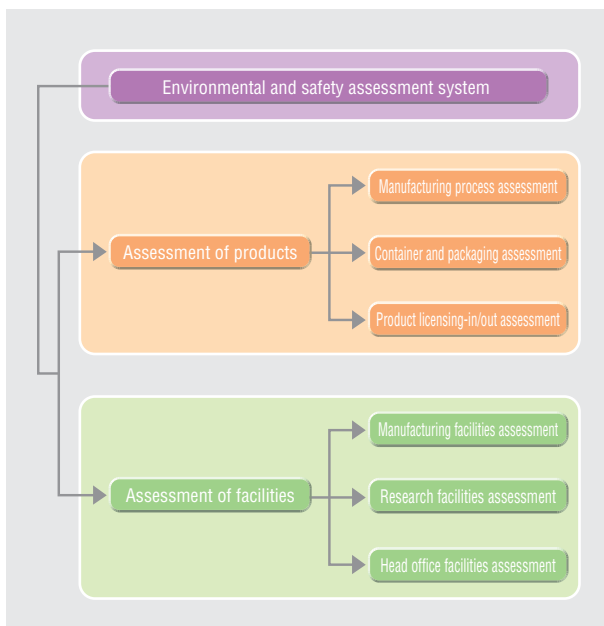 Environmental and safety assessment system
Assessment of products
Manufacturing process assessment
Container and packaging assessment
Product licensing-in/out assessment
Assessment of facilities
Manufacturing facilities assessment
Research facilities assessment
Head office facilities assessment